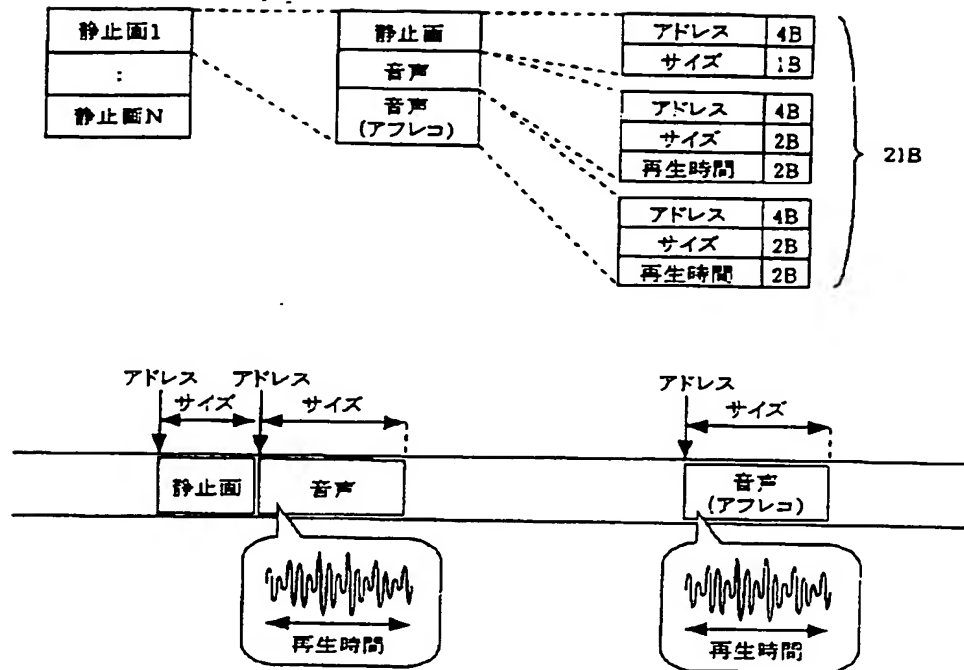 静止画1
:
静止画N
静止画
音声
音声
(アフレコ)
アドレス 4B
サイズ 1B
アドレス 4B
サイズ 2B
再生時間 2B
アドレス 4B
サイズ 2B
再生時間 2B
21B
アドレス アドレス
サイズ サイズ
アドレス
サイズ
静止画 音声
音声
(アフレコ)
再生時間
再生時間